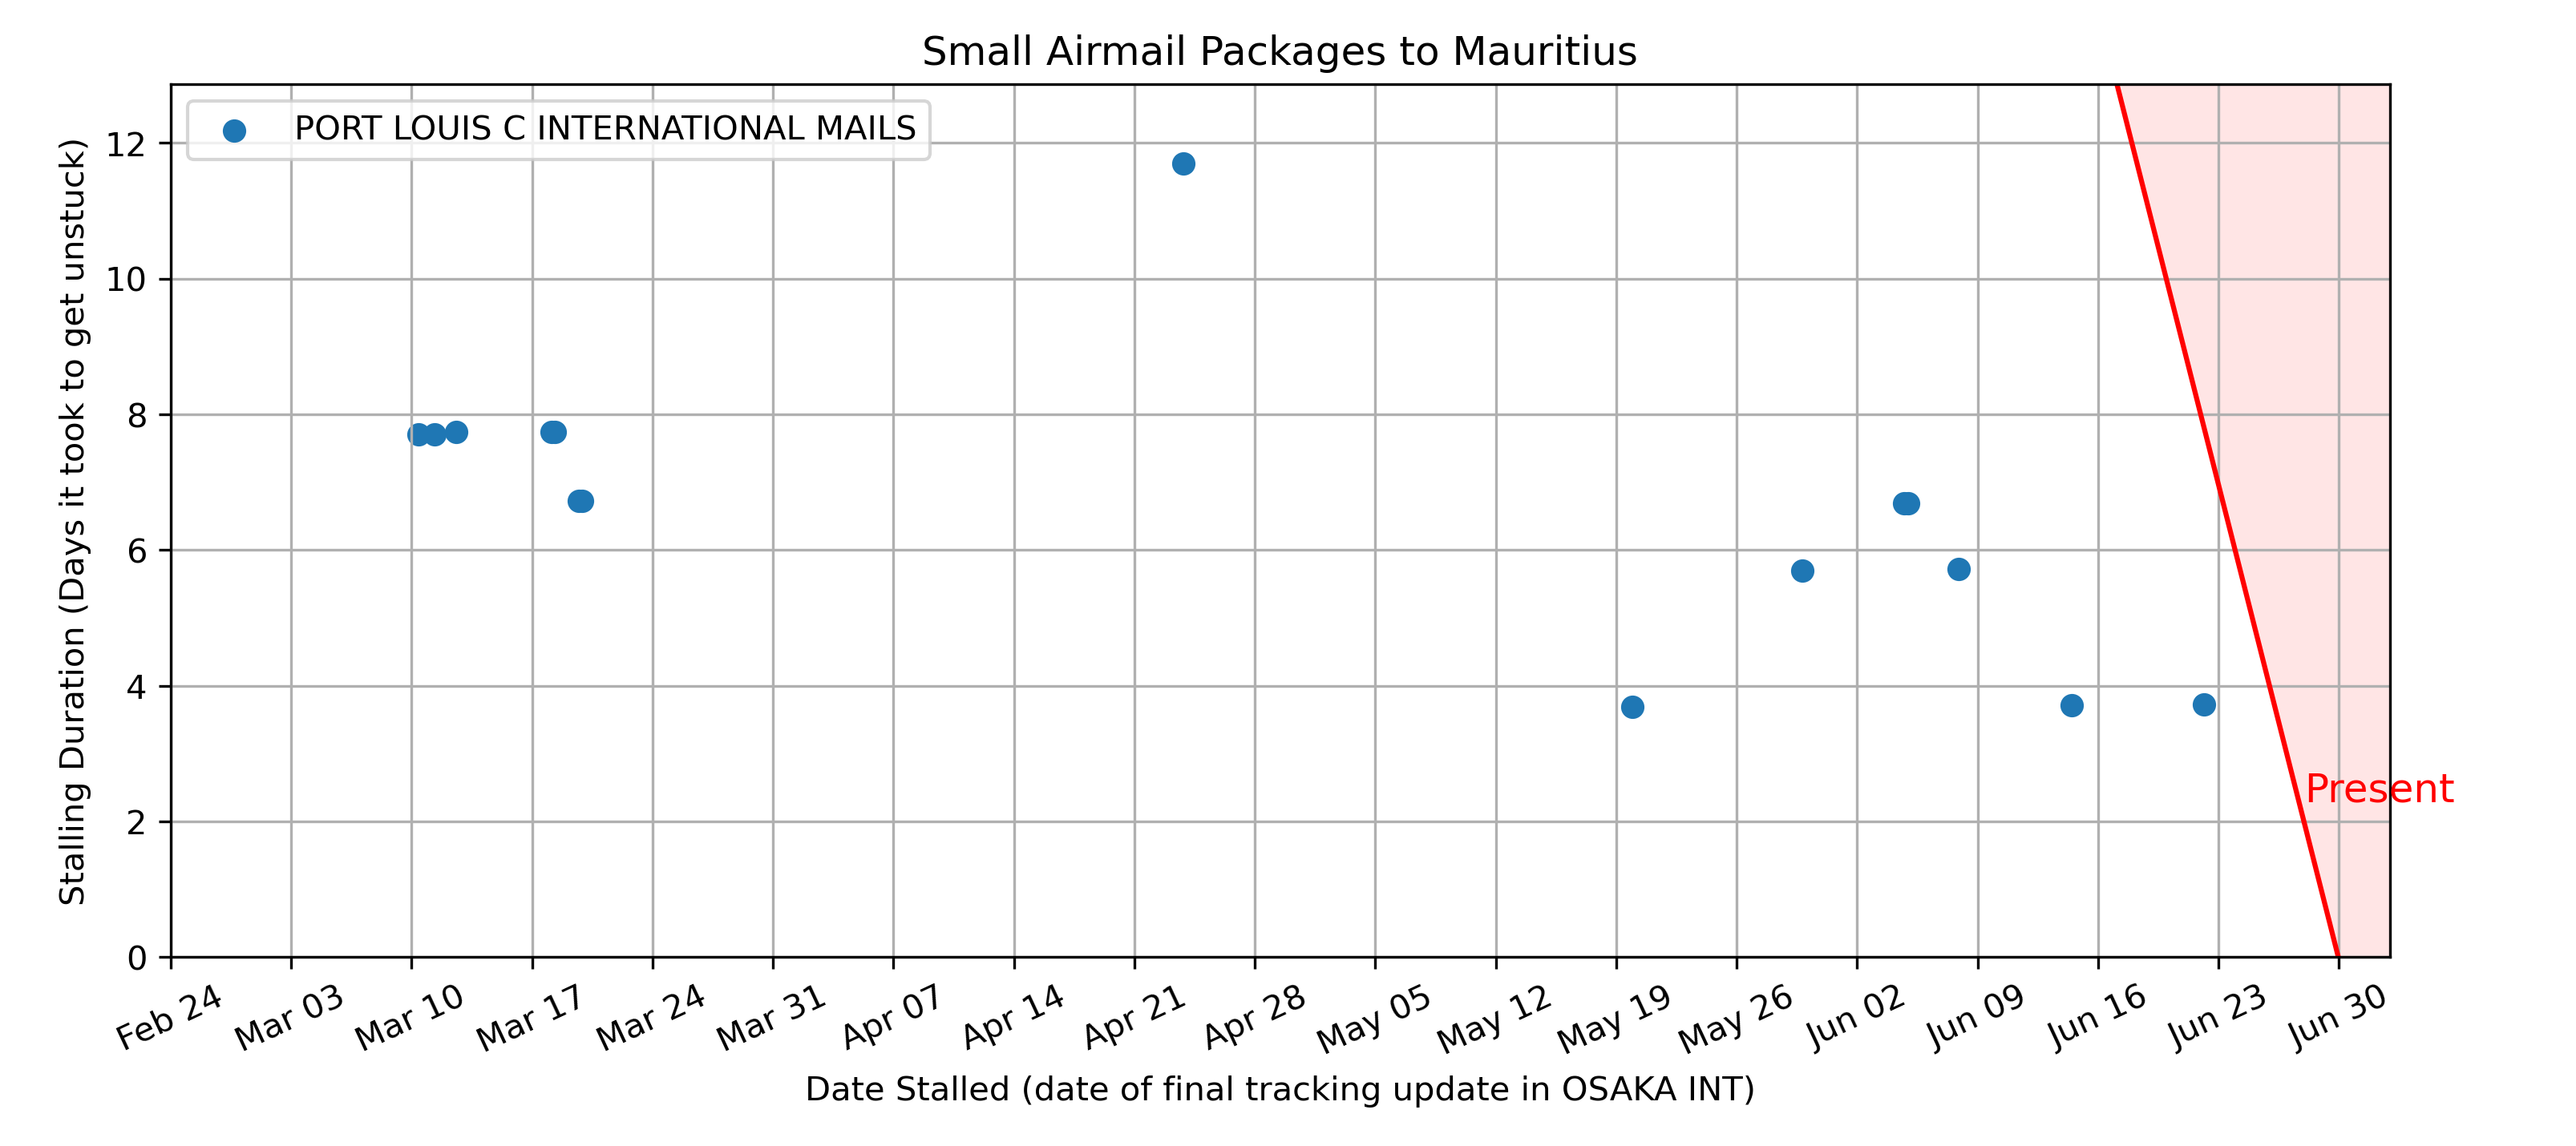 Small Airmail Packages to Mauritius
PORT LOUIS C INTERNATIONAL MAILS
Stalling Duration (Days it took to get unstuck)
12
10
8
6
4
2
0
Present
Feb 24
Mar 03
Mar 10
Mar 17
Mar 24
Mar 31
Apr 07
Apr 14
Apr 21
Apr 28
May 05
May 12
May 19
May 26
Jun 02
Jun 09
Jun 16
Jun 23
Jun 30
Date Stalled (date of final tracking update in OSAKA INT)